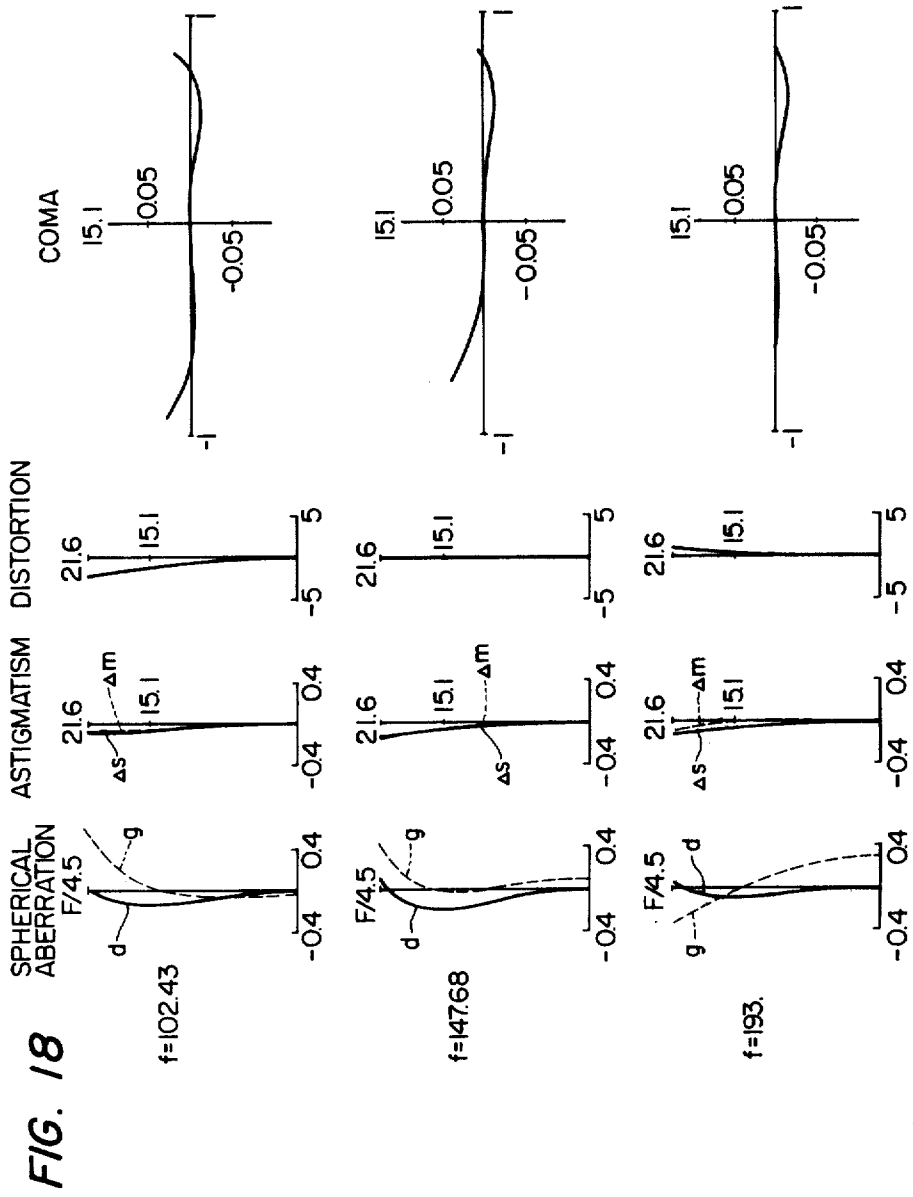 FIG. 18
SPHERICAL ABERRATION
ASTIGMATISM
DISTORTION
COMA
f=102.43
F/4.5
d
g
-0.4
0.4
21.6
Δs
Δm
15.1
-0.4
0.4
21.6
15.1
-5
5
15.1
0.05
-0.05
-1
1
f=147.68
F/4.5
d
g
-0.4
0.4
21.6
15.1
Δs
Δm
-0.4
0.4
21.6
15.1
-5
5
15.1
0.05
-0.05
-1
1
f=193.
F/4.5
g
d
-0.4
0.4
21.6
Δs
Δm
15.1
-0.4
0.4
21.6
15.1
-5
5
15.1
0.05
-0.05
-1
1